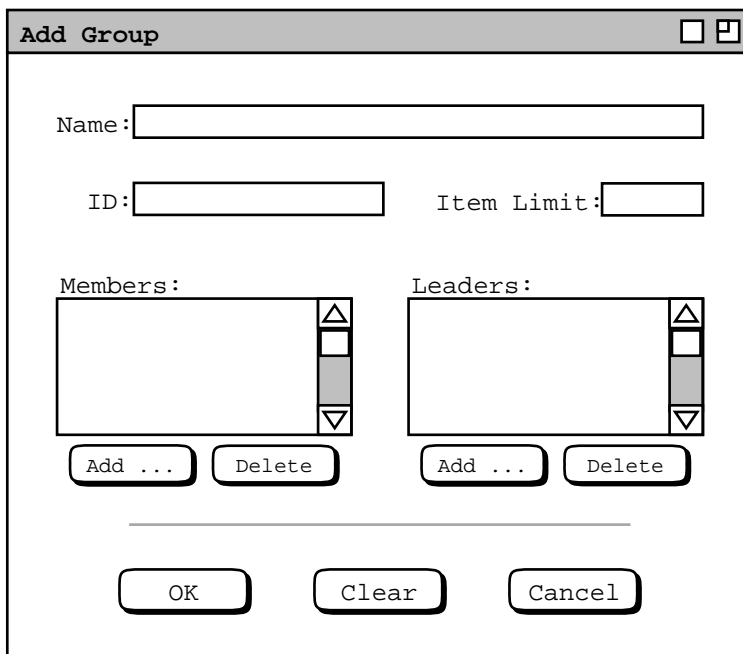 Add Group
Name:
ID: Item Limit:
Members: Leaders:
Add ... Delete Add ... Delete
OK Clear Cancel